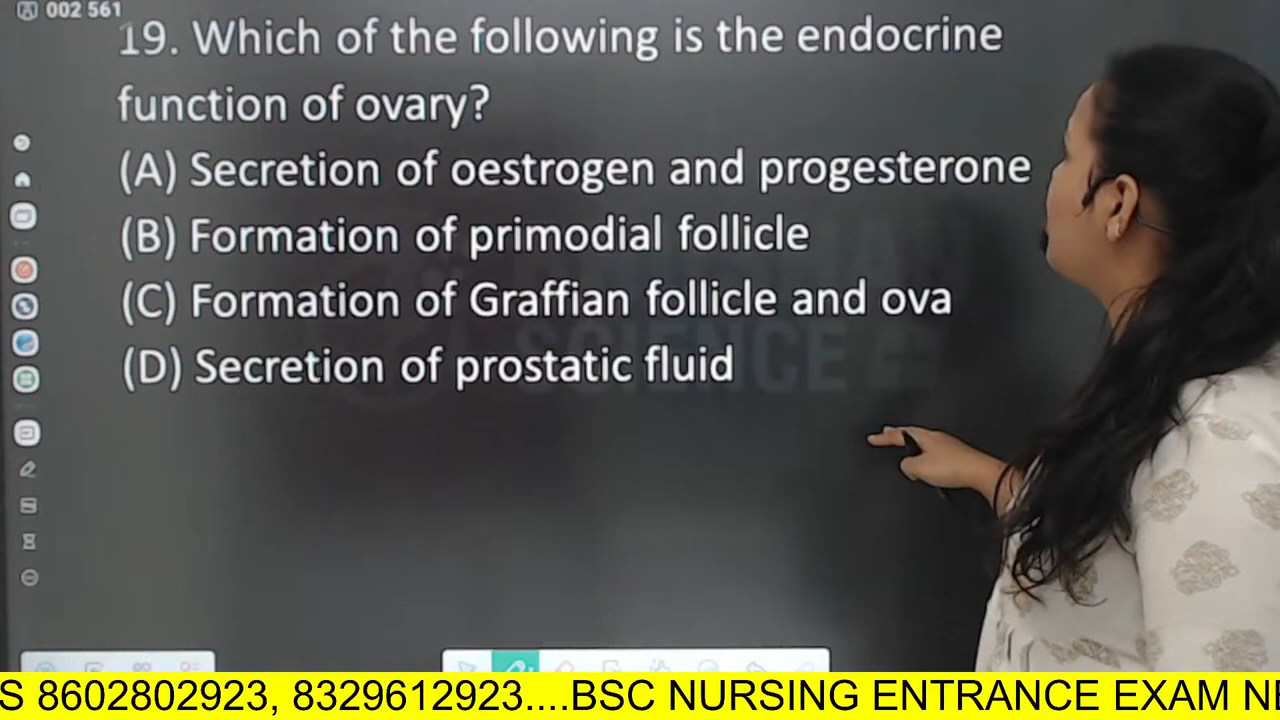 002 561
19. Which of the following is the endocrine
function of ovary?
(A) Secretion of oestrogen and progesterone
(B) Formation of primodial follicle
(C) Formation of Graffian follicle and ova
(D) Secretion of prostatic fluid
SCIENCE
S 8602802923, 8329612923....BSC NURSING ENTRANCE EXAM NE